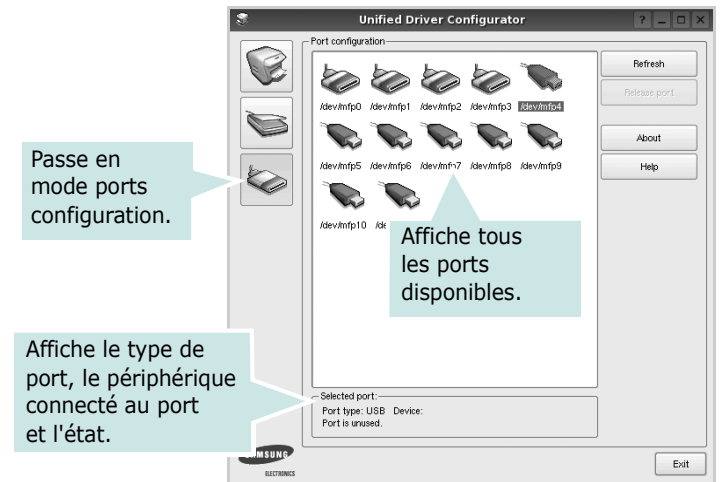 Unified Driver Configurator
Port configuration
/dev/mfp0 /dev/mfp1 /dev/mfp2 /dev/mfp3 /dev/mfp4
/dev/mfp5 /dev/mfp6 /dev/mfp7 /dev/mfp8 /dev/mfp9
/dev/mfp10
Refresh
Release port
About
Help
Passe en
mode ports
configuration.
Affiche tous
les ports
disponibles.
Affiche le type de
port, le périphérique
connecté au port
et l'état.
Selected port:
Port type: USB Device:
Port is unused.
ELECTRONICS
Exit